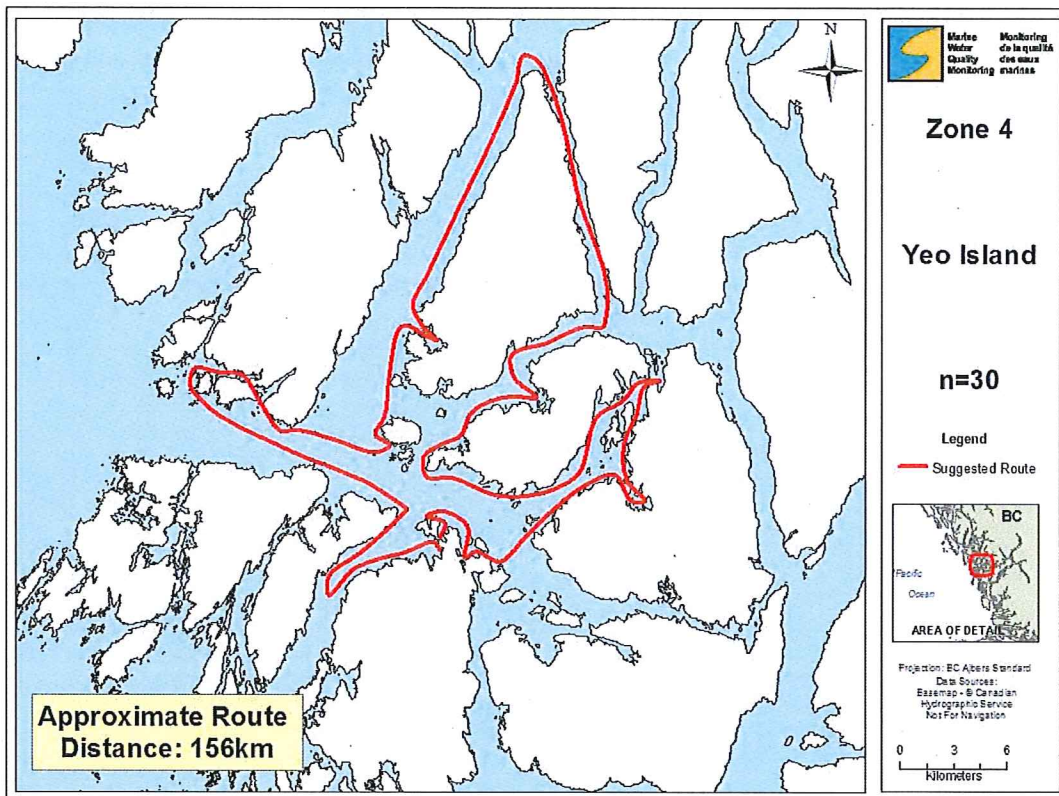 N
Approximate Route
Distance: 156km
Marine
Water
Quality
Monitoring
Monitoring
de la qualité
des eaux
marines
Zone 4
Yeo Island
n=30
Legend
Suggested Route
BC
Pacific
Ocean
AREA OF DETAIL
Projection: BC Albers Standard
Data Sources:
Basemap - © Canadian
Hydrographic Service
Not For Navigation
0 3 6
Kilometers